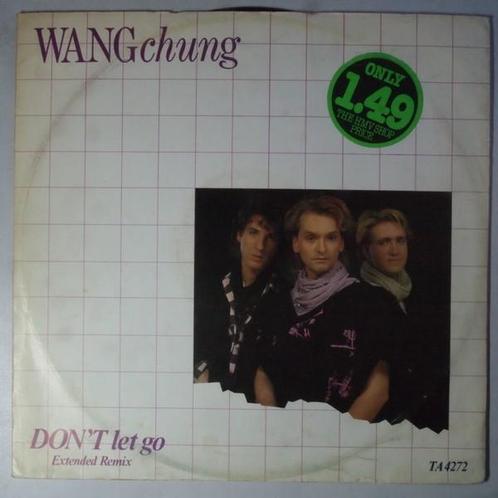 WANGchung
ONLY
1.49
THE HMV SHOP
PRICE
DON'T let go
Extended Remix
TA 4272